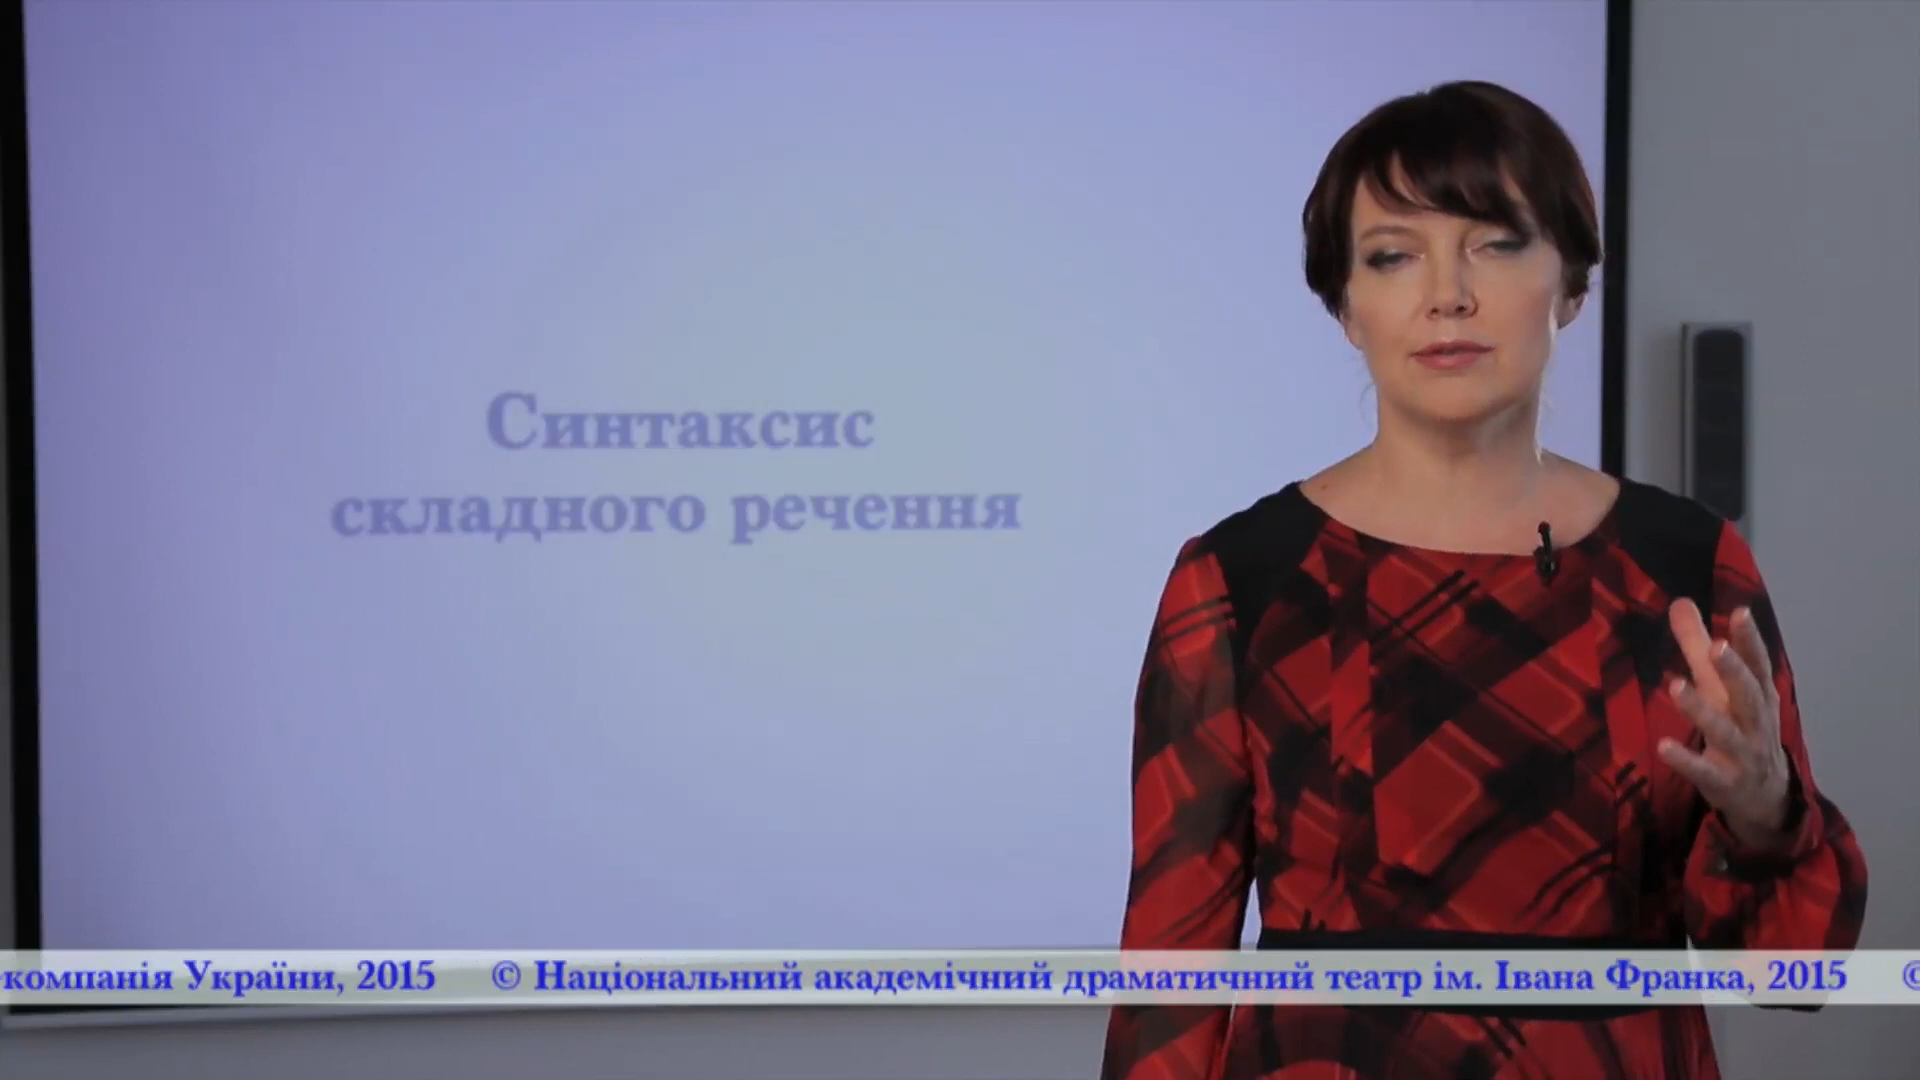 Синтаксис
складного речення
компанія України, 2015 © Національний академічний драматичний театр ім. Івана Франка, 2015 ©